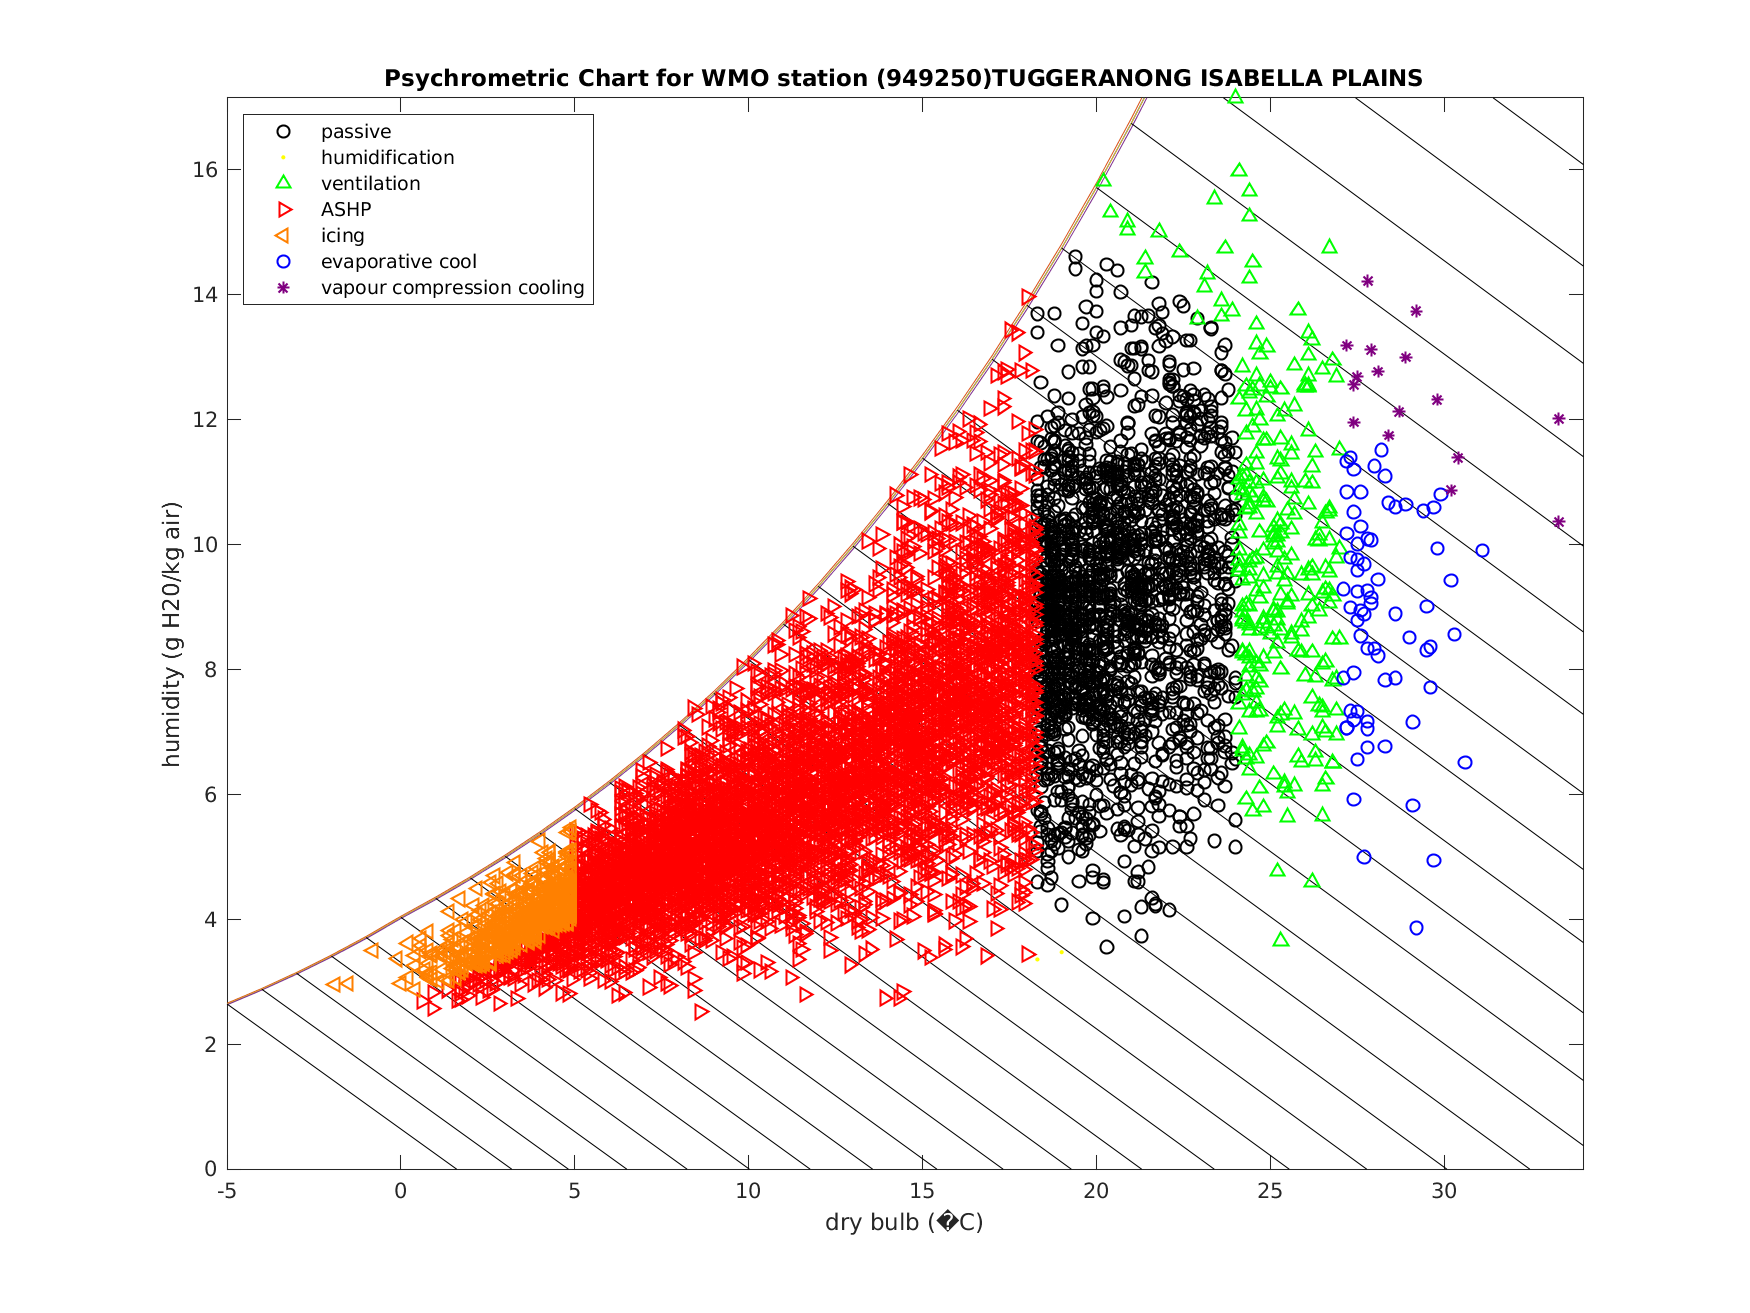 Psychrometric Chart for WMO station (949250)TUGGERANONG ISABELLA PLAINS
passive
humidification
ventilation
ASHP
icing
evaporative cool
vapour compression cooling
humidity (g H20/kg air)
16
14
12
10
8
6
4
2
0
-5 0 5 10 15 20 25 30
dry bulb (�C)